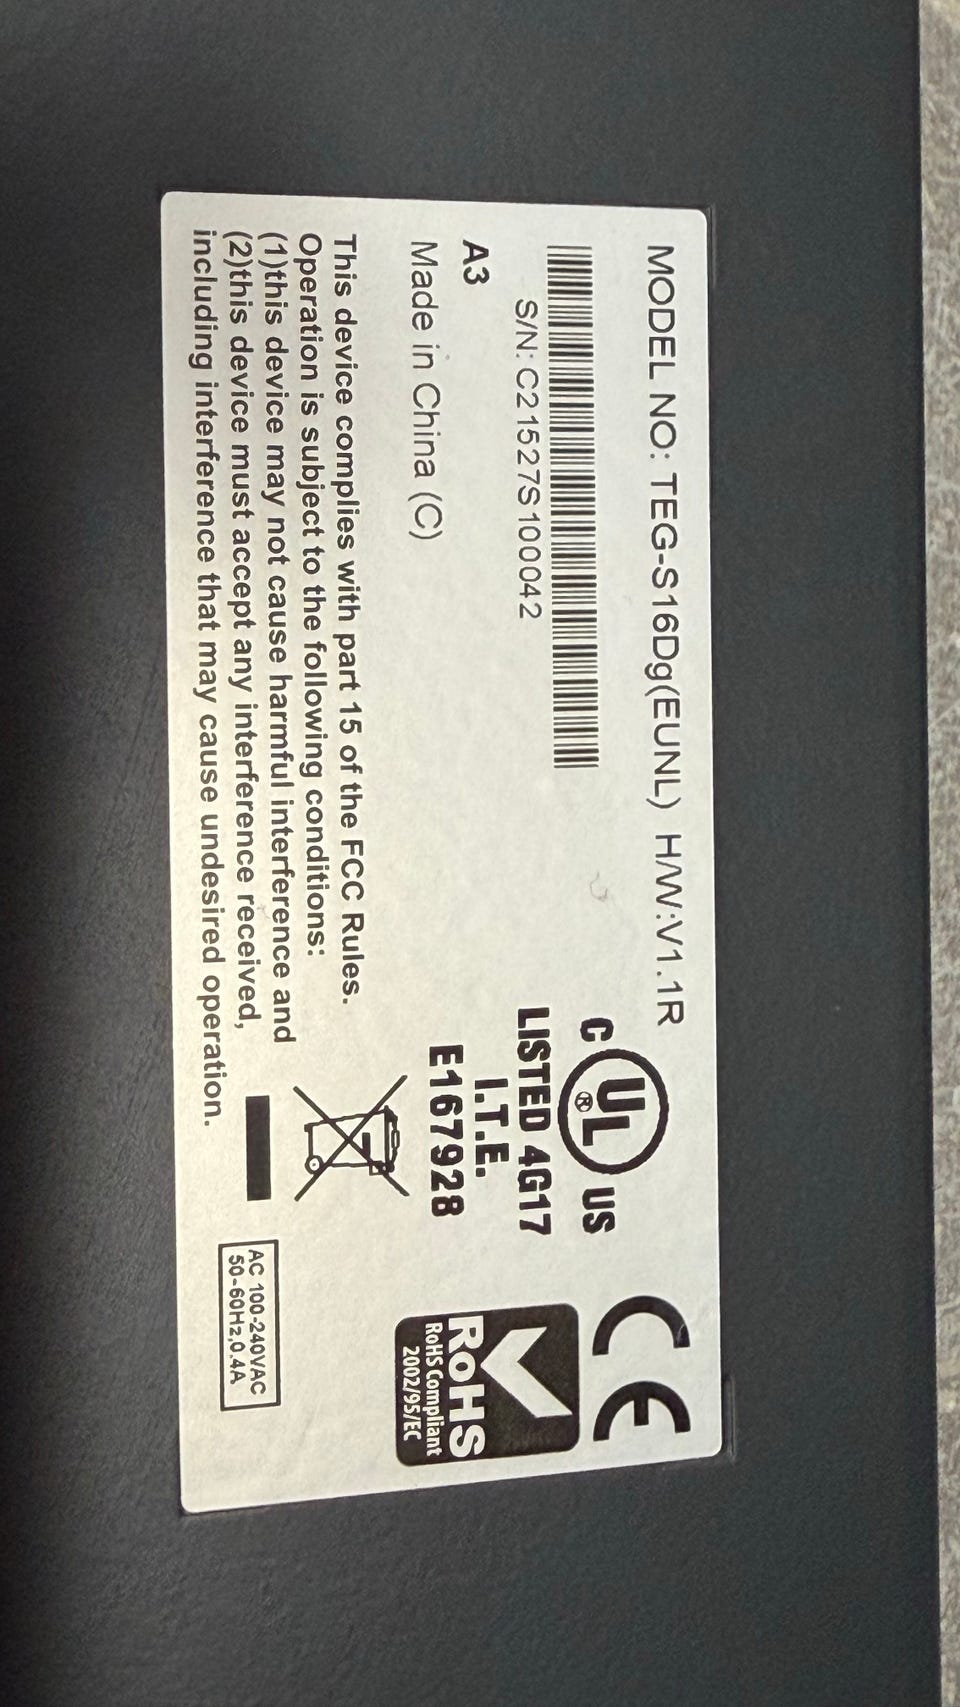 MODEL NO: TEG-S16Dg(EUNL) H/W:V1.1R
S/N: C21527S100042
A3
Made in China (C)
This device complies with part 15 of the FCC Rules.
Operation is subject to the following conditions:
(1)this device may not cause harmful interference and
(2)this device must accept any interference received,
including interference that may cause undesired operation.
C UL ® US
LISTED 4G17
I.T.E.
E167928
CE
RoHS
RoHS Compliant
2002/95/EC
AC 100-240VAC
50-60Hz,0.4A